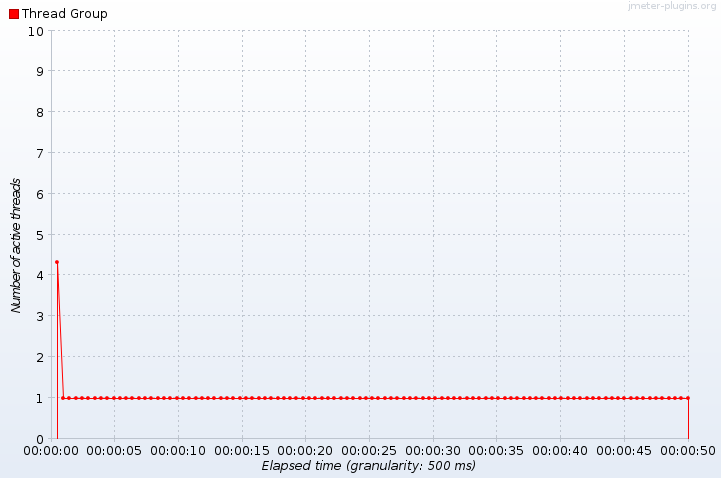 jmeter-plugins.org
Thread Group
10
9
8
7
6
5
4
3
2
1
0
Number of active threads
00:00:00 00:00:05 00:00:10 00:00:15 00:00:20 00:00:25 00:00:30 00:00:35 00:00:40 00:00:45 00:00:50
Elapsed time (granularity: 500 ms)